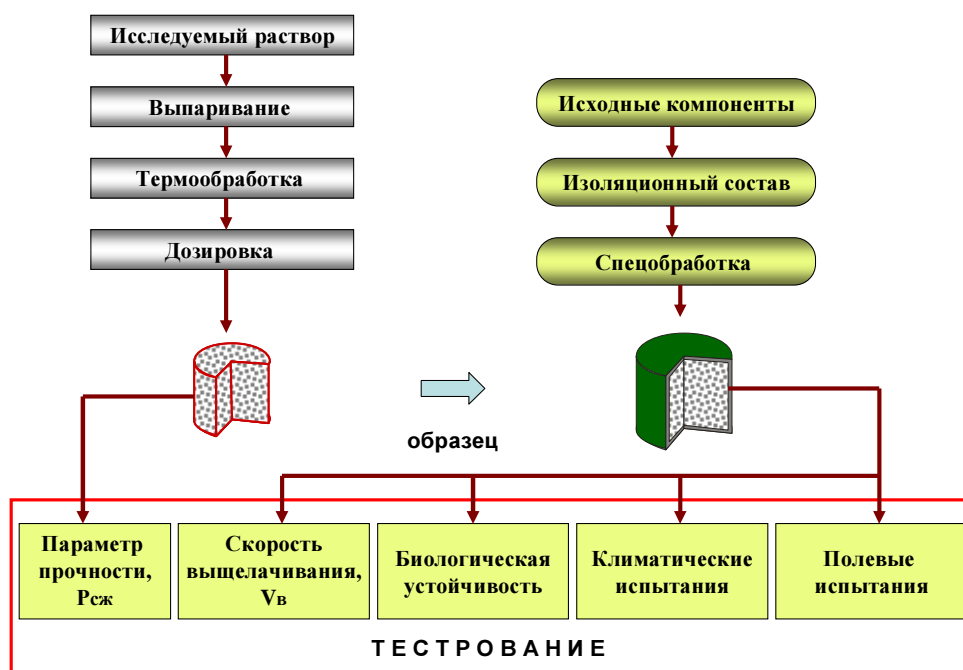 Исследуемый раствор
Выпаривание
Термообработка
Дозировка
Исходные компоненты
Изоляционный состав
Спецобработка
образец
Параметр
прочности,
Pсж
Скорость
выщелачивания,
Vв
Биологическая
устойчивость
Климатические
испытания
Полевые
испытания
Т Е С Т Р О В А Н И Е